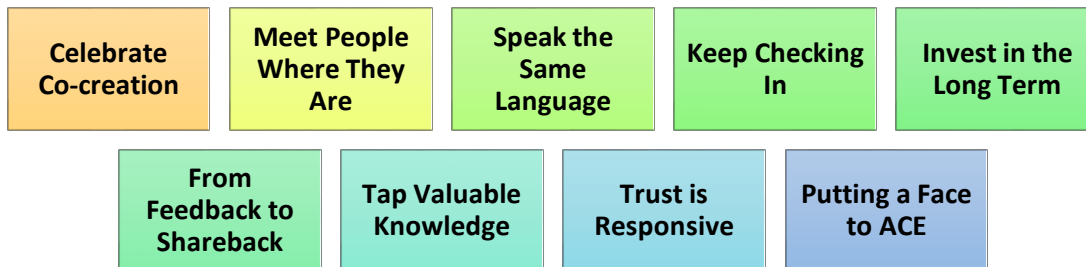 Celebrate
Co-creation
Meet People
Where They
Are
Speak the
Same
Language
Keep Checking
In
Invest in the
Long Term
From
Feedback to
Shareback
Tap Valuable
Knowledge
Trust is
Responsive
Putting a Face
to ACE